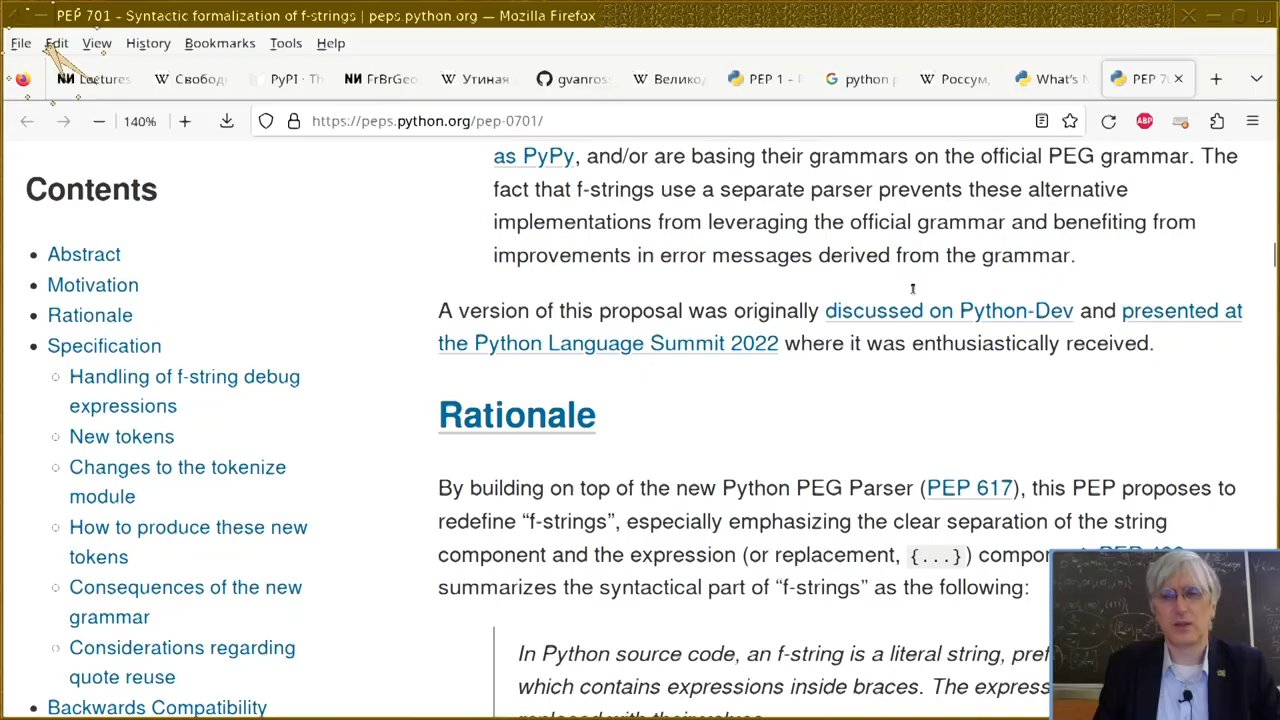 PEP 701 – Syntactic formalization of f-strings | peps.python.org — Mozilla Firefox
File Edit View History Bookmarks Tools Help
Lectures Свобод PyPI · Th FrBrGeo Утиная gvanros Велико PEP 1 – python p Россум, What's PEP 7
140% https://peps.python.org/pep-0701/ ABP
Contents
Abstract
Motivation
Rationale
Specification
Handling of f-string debug
expressions
New tokens
Changes to the tokenize
module
How to produce these new
tokens
Consequences of the new
grammar
Considerations regarding
quote reuse
Backwards Compatibility
as PyPy, and/or are basing their grammars on the official PEG grammar. The
fact that f-strings use a separate parser prevents these alternative
implementations from leveraging the official grammar and benefiting from
improvements in error messages derived from the grammar.
A version of this proposal was originally discussed on Python-Dev and presented at
the Python Language Summit 2022 where it was enthusiastically received.
Rationale
By building on top of the new Python PEG Parser (PEP 617), this PEP proposes to
redefine “f-strings”, especially emphasizing the clear separation of the string
component and the expression (or replacement, {...}) compon
summarizes the syntactical part of “f-strings” as the following:
In Python source code, an f-string is a literal string, pref
which contains expressions inside braces. The express
replaced with their values.